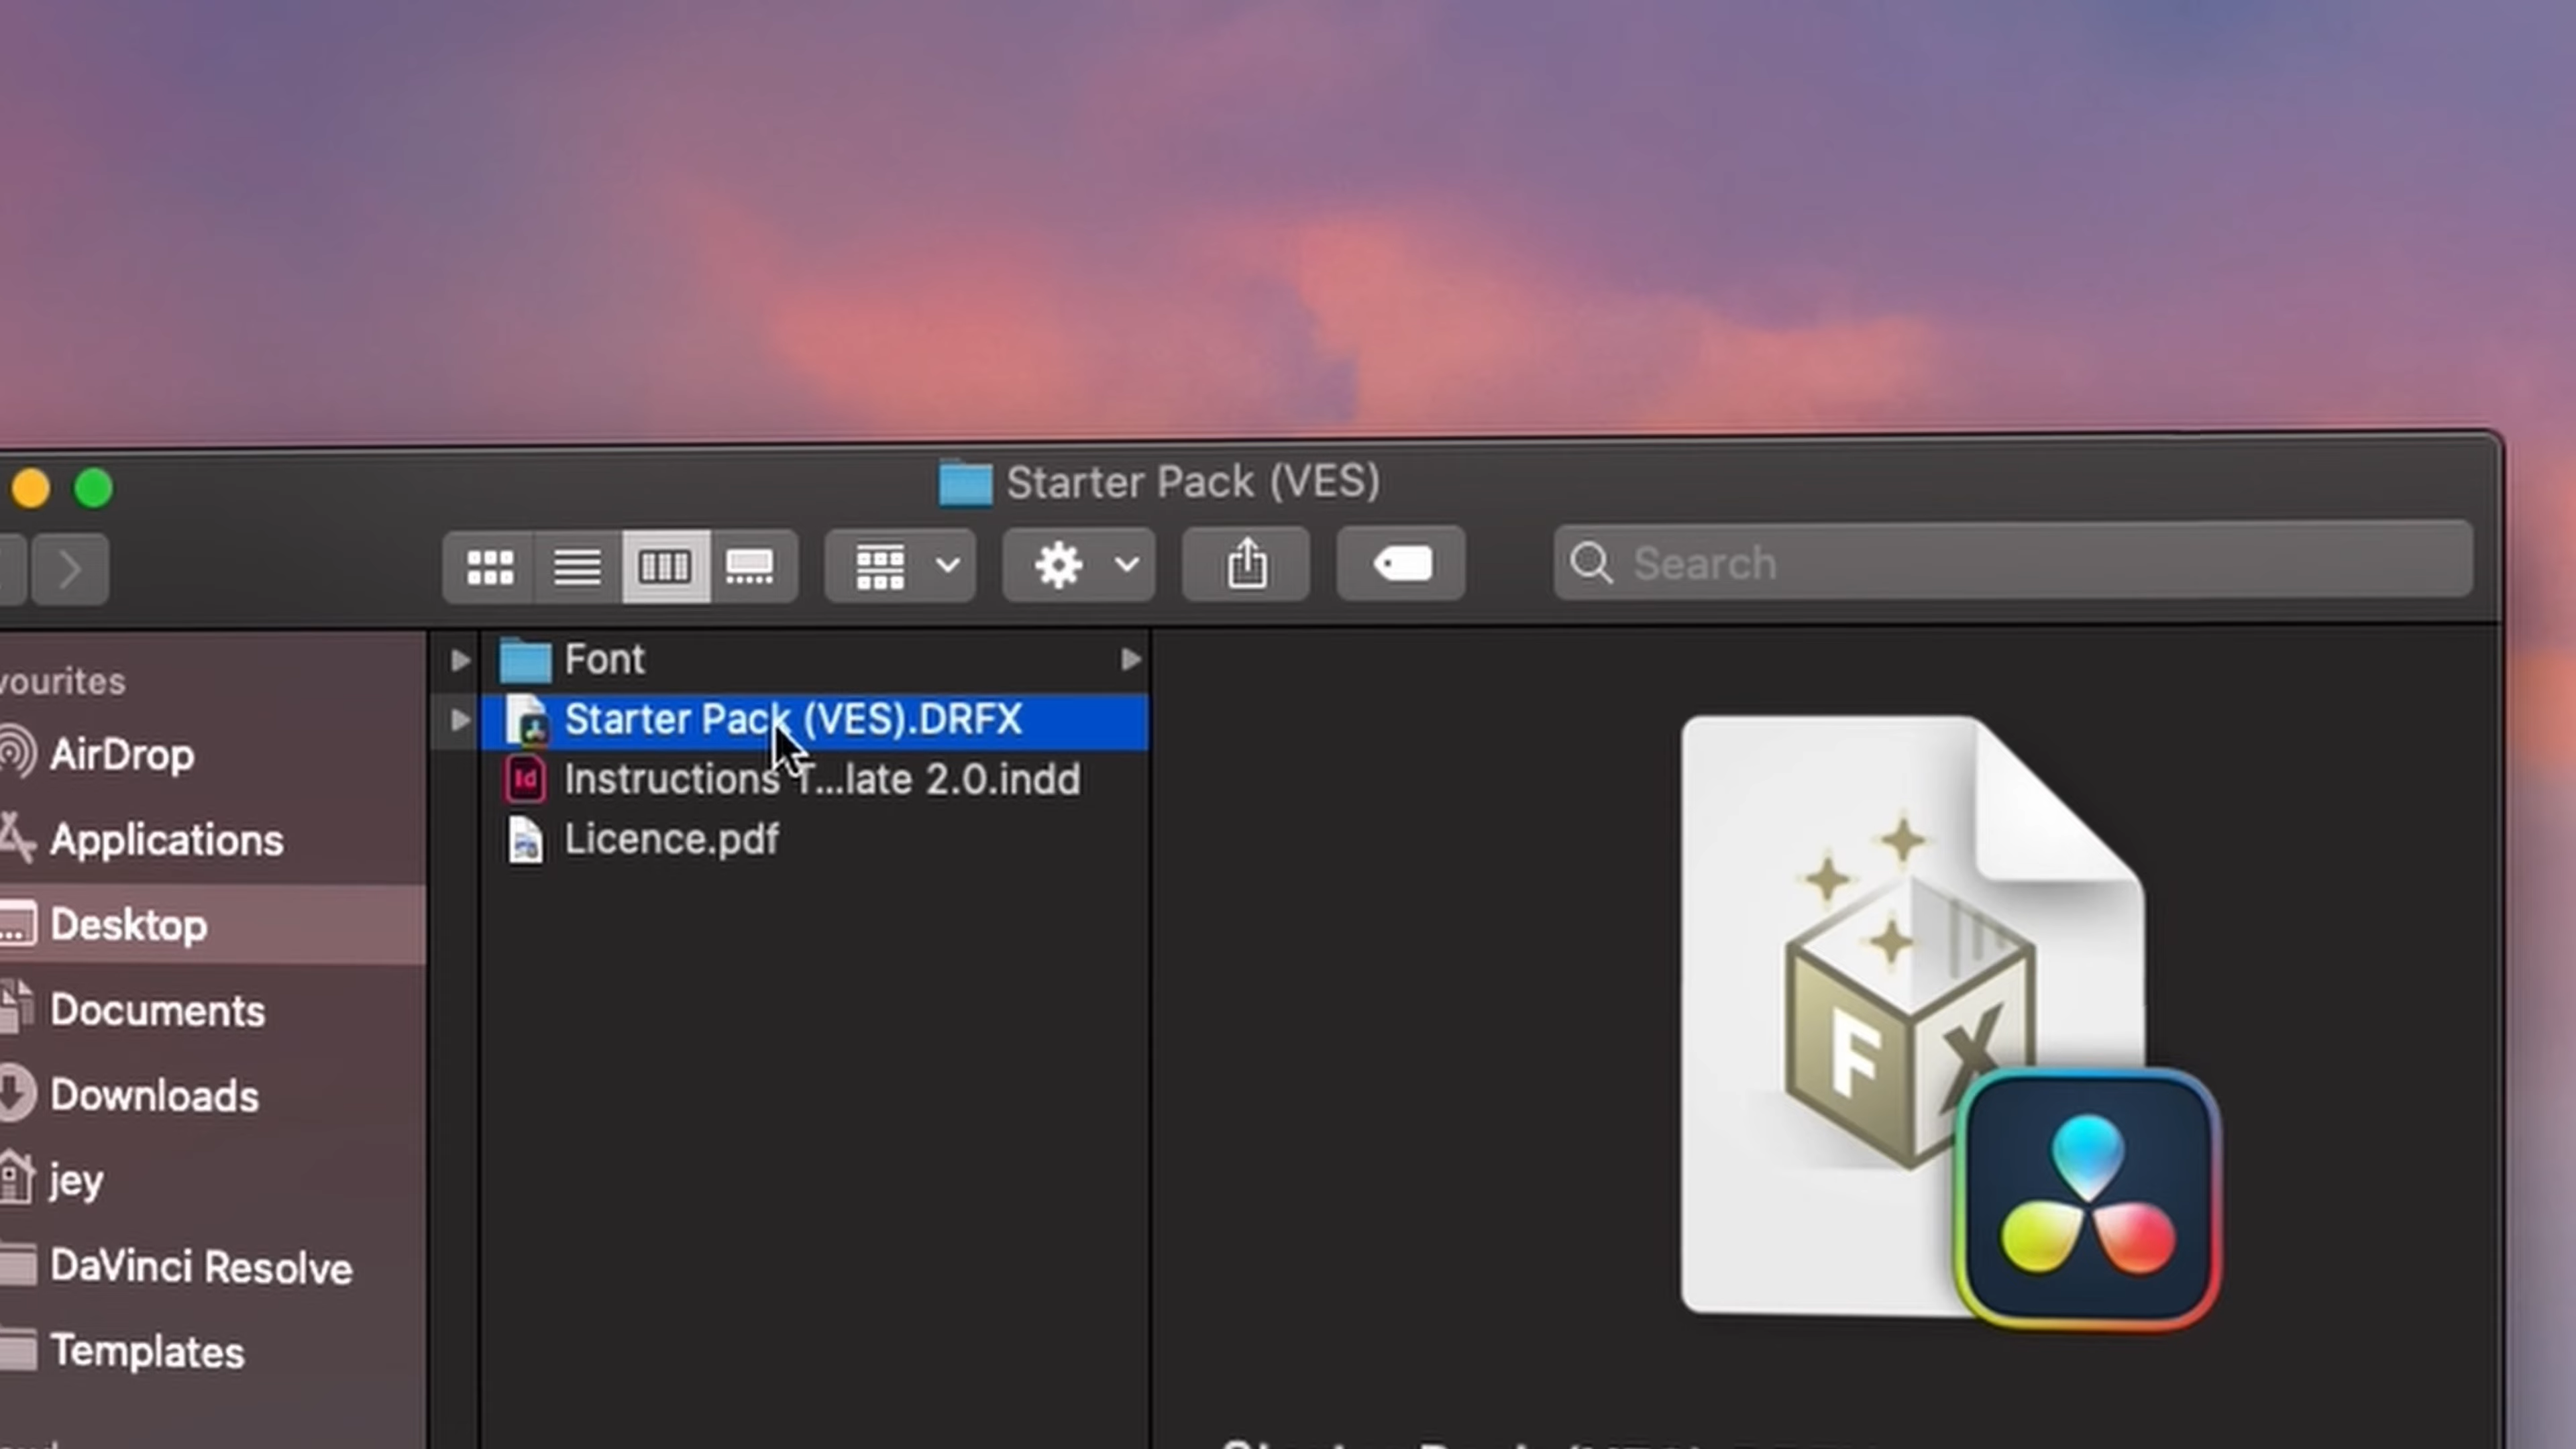 Starter Pack (VES)
Search
vourites
AirDrop
Applications
Desktop
Documents
Downloads
jey
DaVinci Resolve
Templates
Font
Starter Pack (VES).DRFX
Id
Instructions T...late 2.0.indd
Licence.pdf
F X